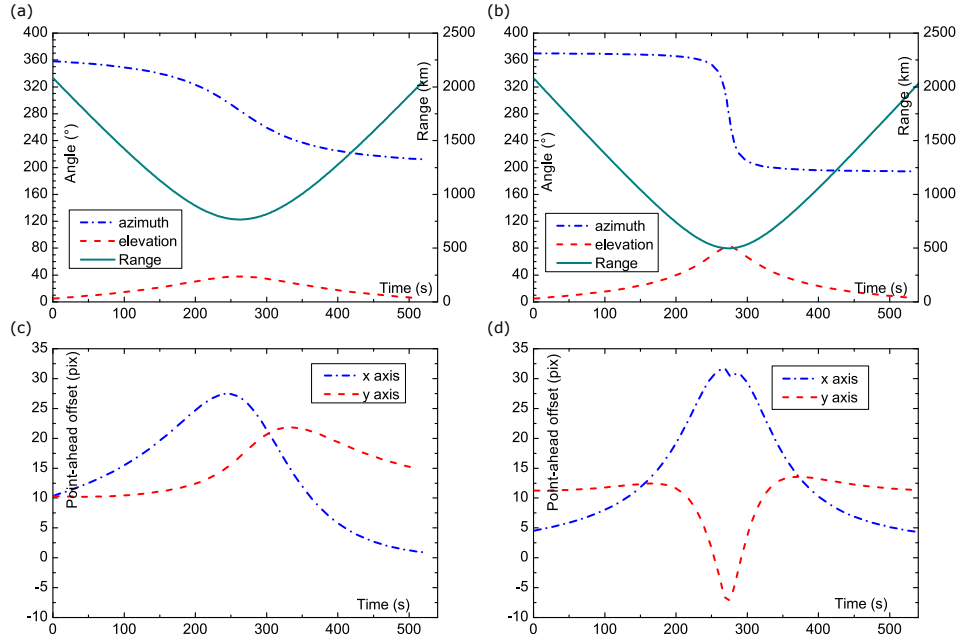 (a)
400
360
320
280
240
200
160
120
80
40
0
Angle (°)
2500
2000
1500
1000
500
0
Range (km)
azimuth
elevation
Range
Time (s)
0 100 200 300 400 500
(b)
400
360
320
280
240
200
160
120
80
40
0
Angle (°)
2500
2000
1500
1000
500
0
Range (km)
azimuth
elevation
Range
Time (s)
0 100 200 300 400 500
(c)
35
30
25
20
15
10
5
0
-5
-10
Point-ahead offset (pix)
x axis
y axis
Time (s)
0 100 200 300 400 500
(d)
35
30
25
20
15
10
5
0
-5
-10
Point-ahead offset (pix)
x axis
y axis
Time (s)
0 100 200 300 400 500